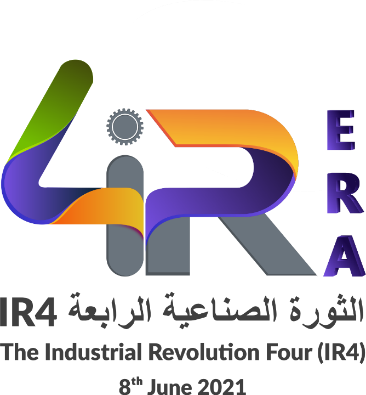 4IR
ERA
IR4 الثورة الصناعية الرابعة
The Industrial Revolution Four (IR4)
8th June 2021